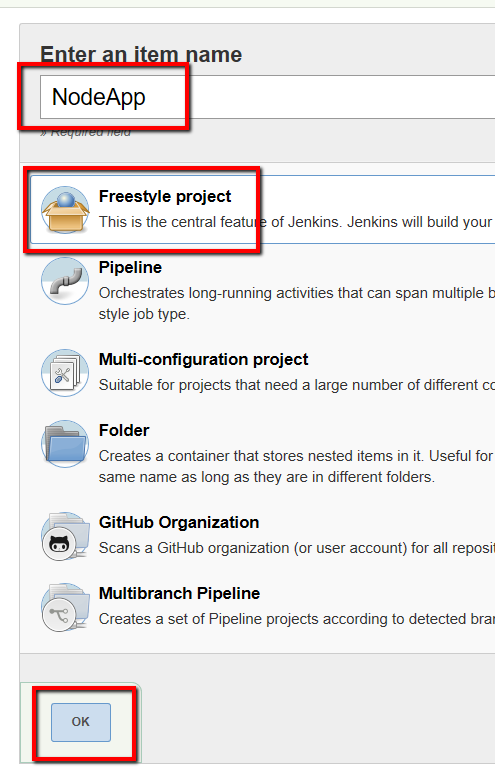 Enter an item name
NodeApp
» Required field
Freestyle project
This is the central feature of Jenkins. Jenkins will build your
Pipeline
Orchestrates long-running activities that can span multiple b
style job type.
Multi-configuration project
Suitable for projects that need a large number of different co
Folder
Creates a container that stores nested items in it. Useful for
same name as long as they are in different folders.
GitHub Organization
Scans a GitHub organization (or user account) for all reposit
Multibranch Pipeline
Creates a set of Pipeline projects according to detected bran
OK